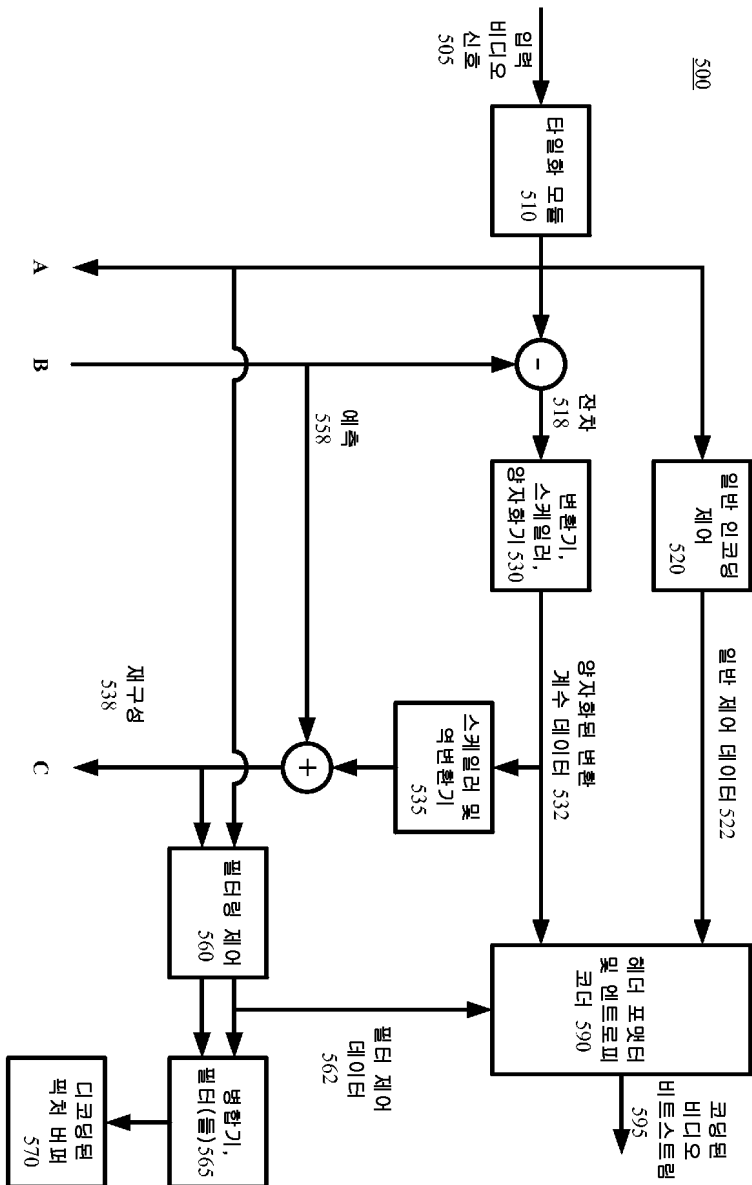 500
입력
비디오
신호
505
타일화 모듈
510
A
B
-
잔차
518
예측
558
일반 인코딩
제어
520
변환기,
스케일러,
양자화기 530
일반 제어 데이터 522
양자화된 변환
계수 데이터 532
스케일러 및
역변환기
535
+
재구성
538
C
필터링 제어
560
필터 제어
데이터
562
헤더 포맷터
및 엔트로피
코더 590
병합기,
필터(들)565
디코딩된
픽처 버퍼
570
코딩된
비디오
비트스트림
595